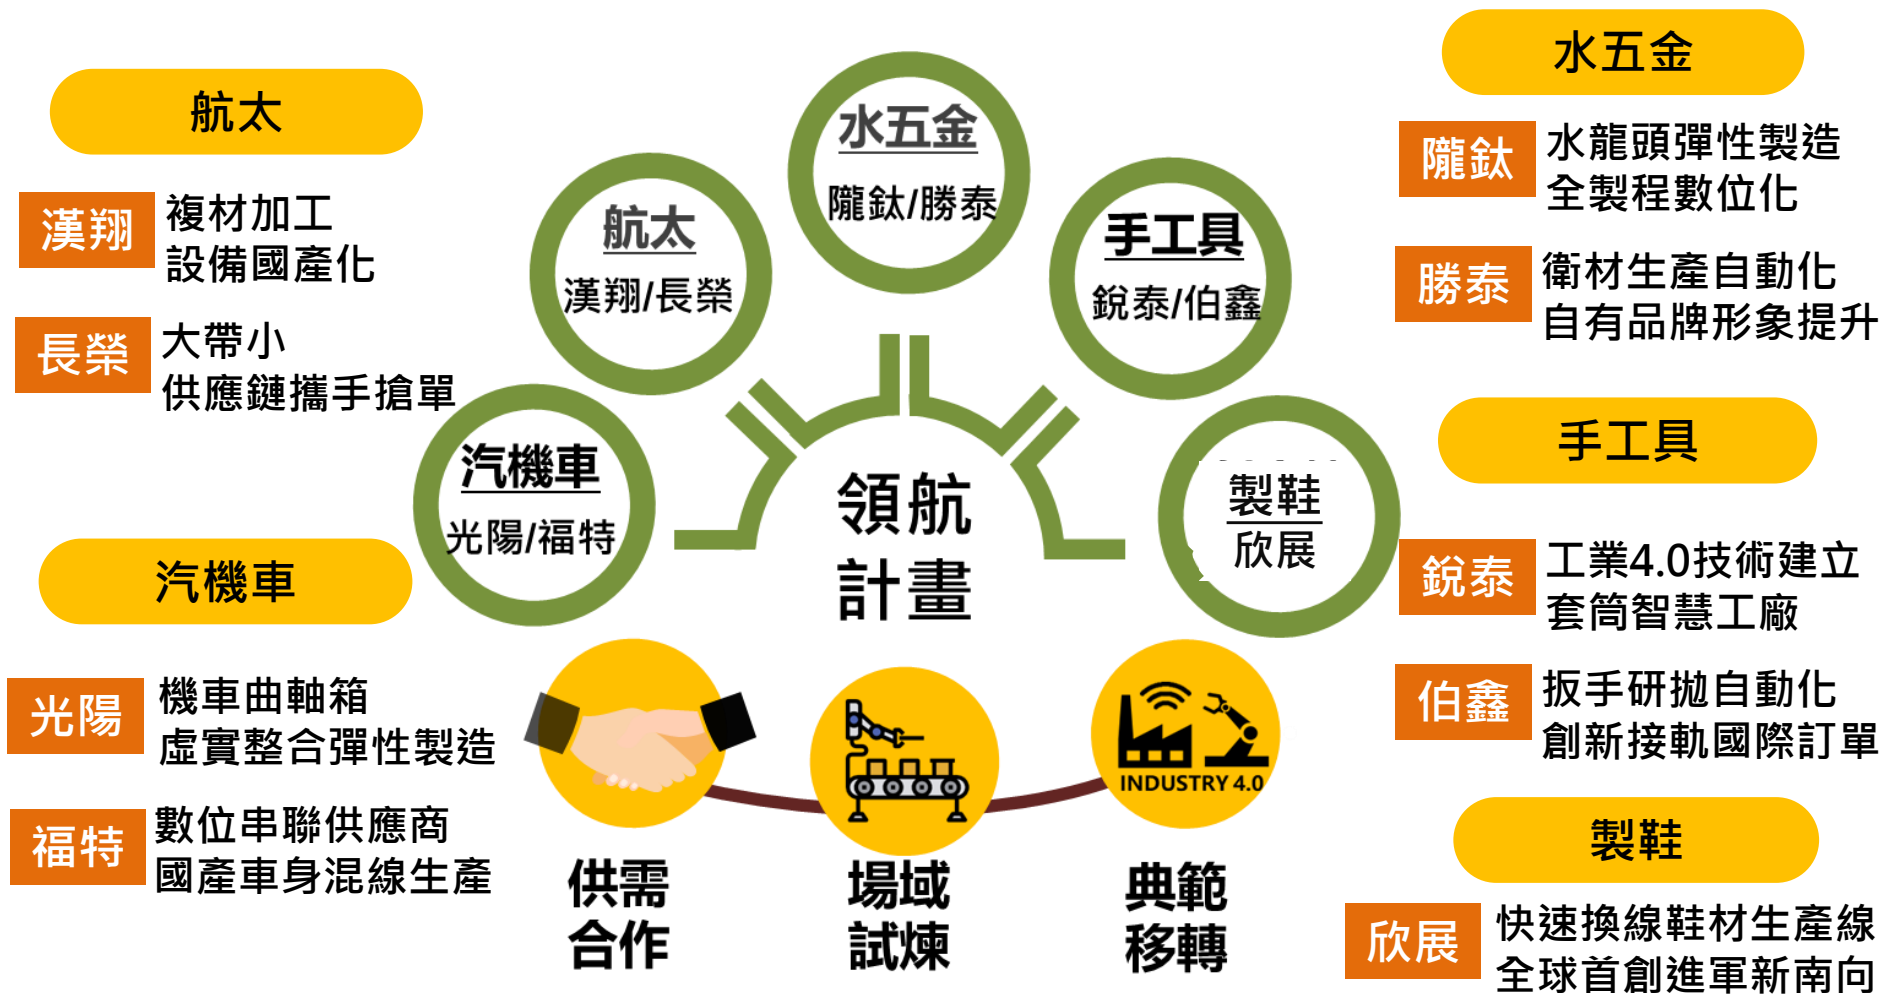 航太
漢翔
複材加工
設備國產化
長榮
大帶小
供應鏈攜手搶單
汽機車
光陽
機車曲軸箱
虛實整合彈性製造
福特
數位串聯供應商
國產車身混線生產
汽機車
光陽/福特
航太
漢翔/長榮
水五金
隴鈦/勝泰
手工具
銳泰/伯鑫
製鞋
欣展
領航
計畫
INDUSTRY 4.0
供需
合作
場域
試煉
典範
移轉
水五金
隴鈦
水龍頭彈性製造
全製程數位化
勝泰
衛材生產自動化
自有品牌形象提升
手工具
銳泰
工業4.0技術建立
套筒智慧工廠
伯鑫
扳手研拋自動化
創新接軌國際訂單
製鞋
欣展
快速換線鞋材生產線
全球首創進軍新南向